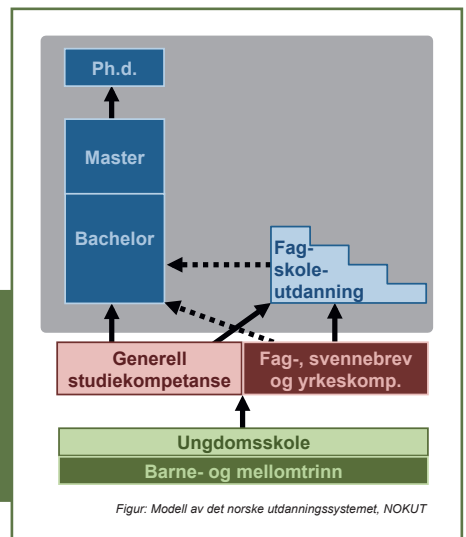 Ph.d.
Master
Bachelor
Fag-
skole-
utdanning
Generell
studiekompetanse
Fag-, svennebrev
og yrkeskomp.
Ungdomsskole
Barne- og mellomtrinn
Figur: Modell av det norske utdanningssystemet, NOKUT